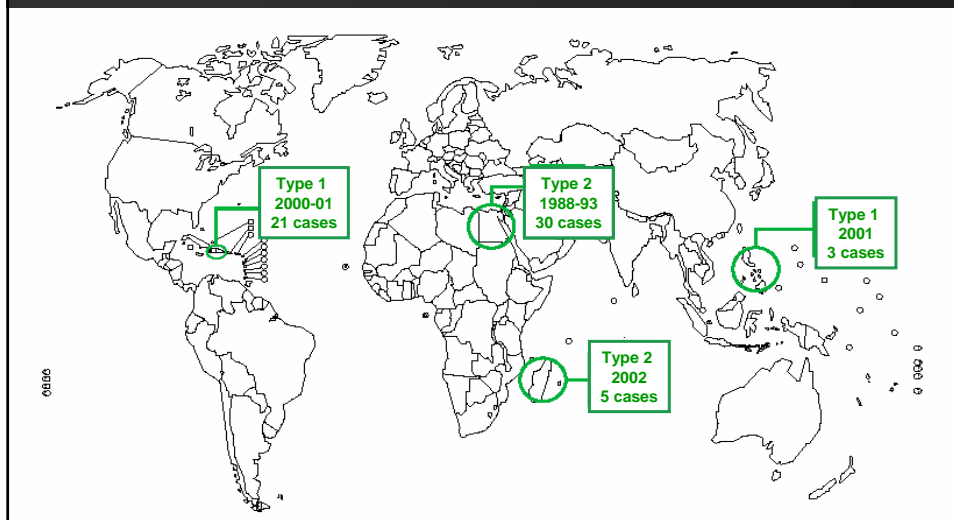 Type 1
2000-01
21 cases
Type 2
1988-93
30 cases
Type 1
2001
3 cases
Type 2
2002
5 cases